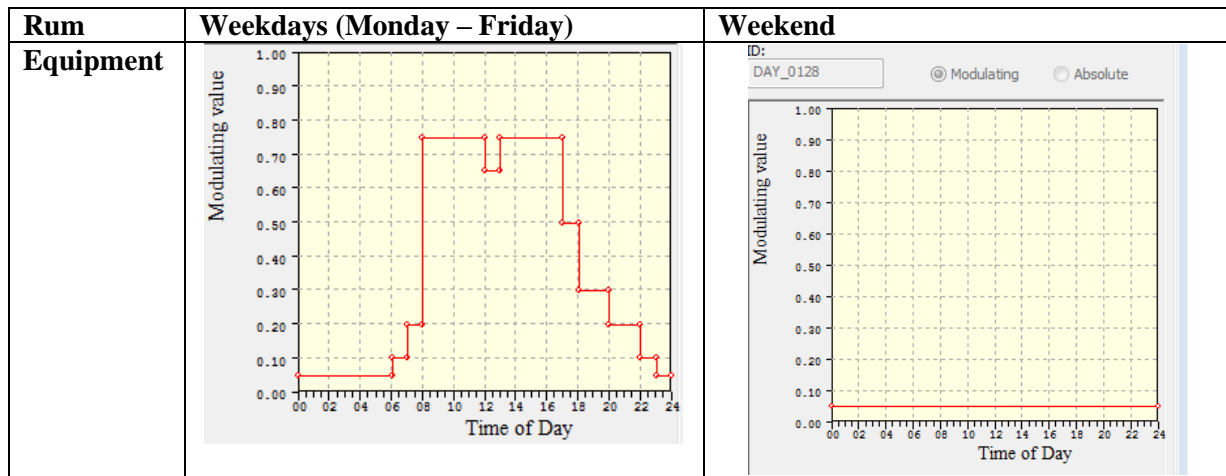 Rum
Weekdays (Monday – Friday)
Weekend
Equipment
Modulating value
1.00
0.90
0.80
0.70
0.60
0.50
0.40
0.30
0.20
0.10
0.00
00 02 04 06 08 10 12 14 16 18 20 22 24
Time of Day
ID:
DAY_0128
Modulating
Absolute
Modulating value
1.00
0.90
0.80
0.70
0.60
0.50
0.40
0.30
0.20
0.10
0.00
00 02 04 06 08 10 12 14 16 18 20 22 24
Time of Day